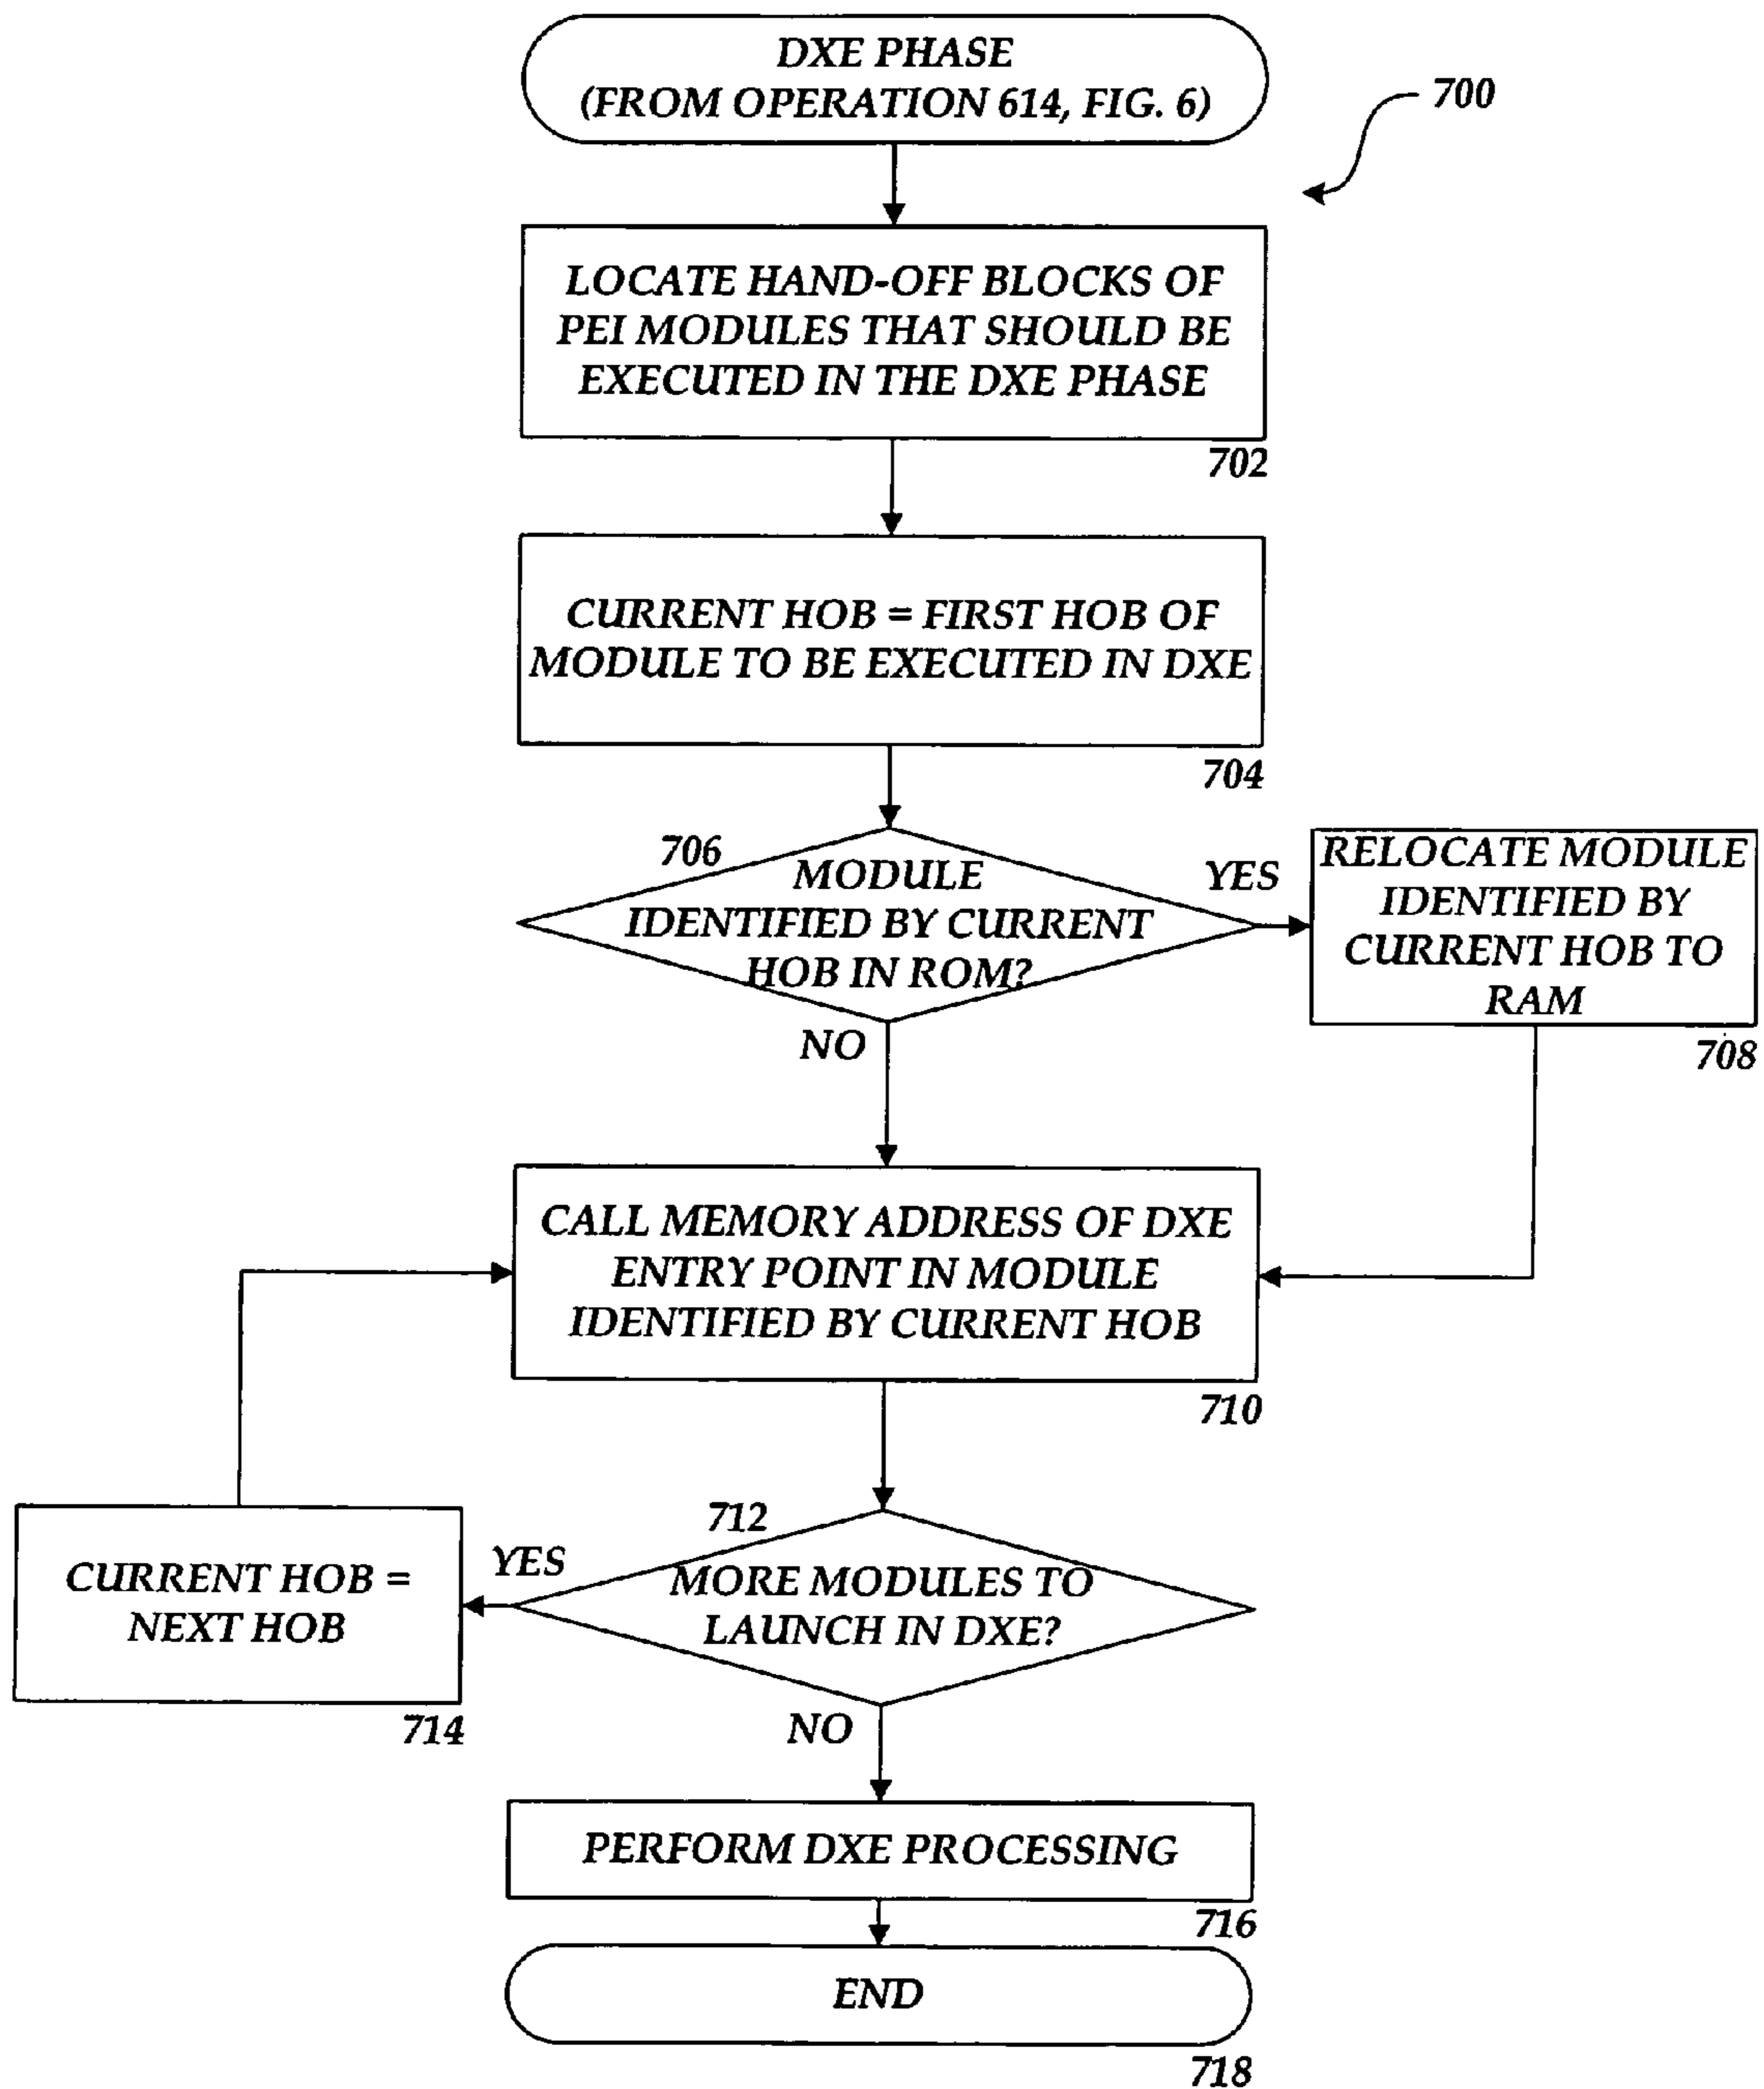 DXE PHASE
(FROM OPERATION 614, FIG. 6)
700
LOCATE HAND-OFF BLOCKS OF
PEI MODULES THAT SHOULD BE
EXECUTED IN THE DXE PHASE
702
CURRENT HOB = FIRST HOB OF
MODULE TO BE EXECUTED IN DXE
704
706
MODULE
IDENTIFIED BY CURRENT
HOB IN ROM?
YES
NO
RELOCATE MODULE
IDENTIFIED BY
CURRENT HOB TO
RAM
708
CALL MEMORY ADDRESS OF DXE
ENTRY POINT IN MODULE
IDENTIFIED BY CURRENT HOB
710
712
MORE MODULES TO
LAUNCH IN DXE?
YES
NO
CURRENT HOB =
NEXT HOB
714
PERFORM DXE PROCESSING
716
END
718